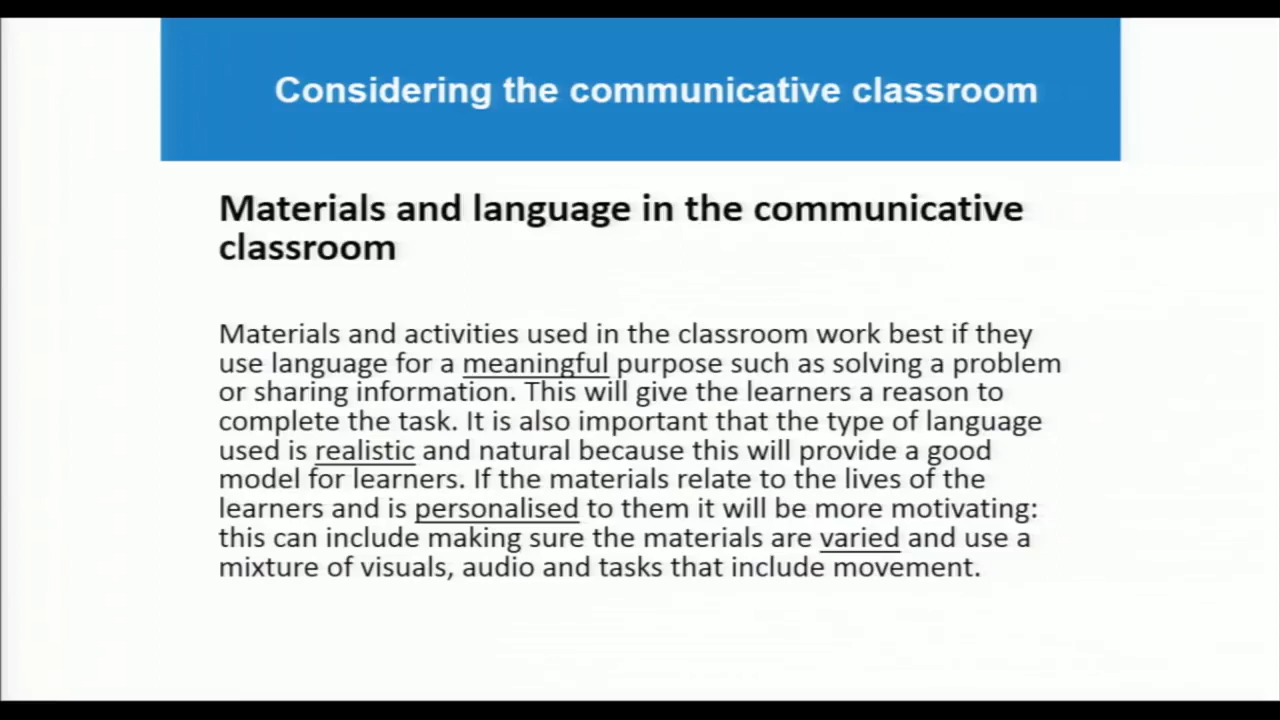 Considering the communicative classroom
Materials and language in the communicative
classroom
Materials and activities used in the classroom work best if they
use language for a meaningful purpose such as solving a problem
or sharing information. This will give the learners a reason to
complete the task. It is also important that the type of language
used is realistic and natural because this will provide a good
model for learners. If the materials relate to the lives of the
learners and is personalised to them it will be more motivating:
this can include making sure the materials are varied and use a
mixture of visuals, audio and tasks that include movement.